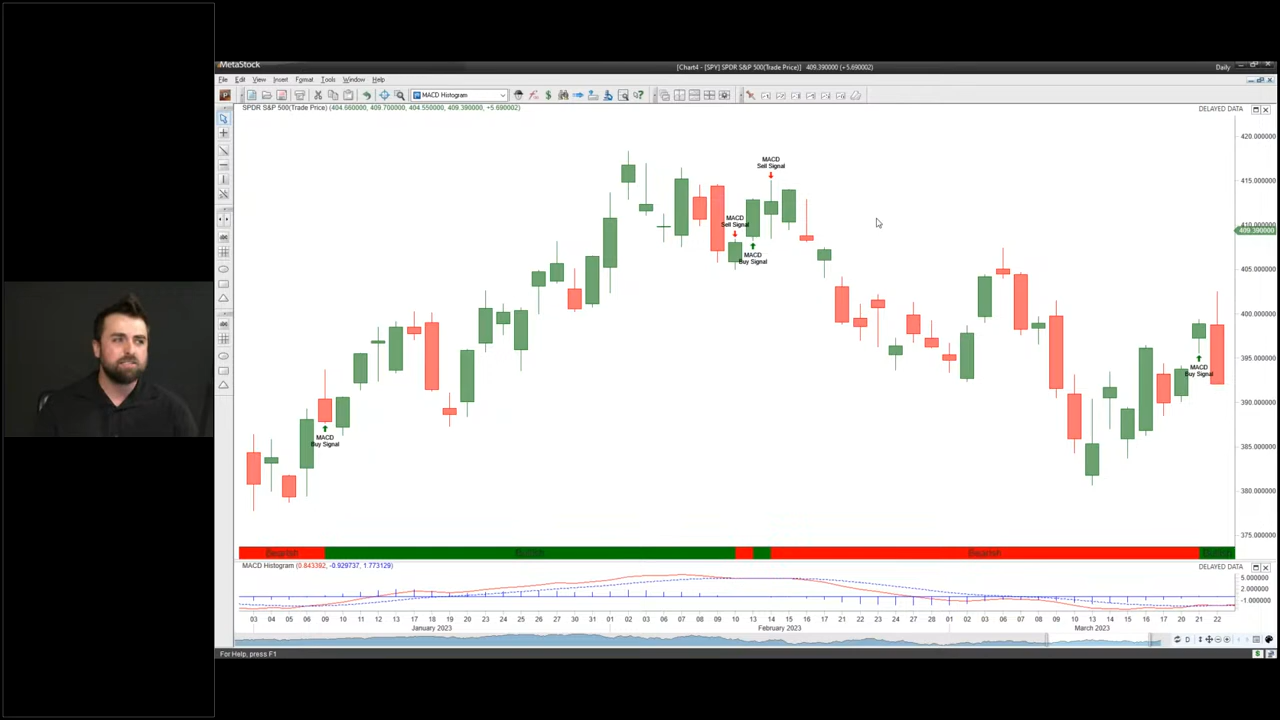 MetaStock
[Chart4 - [SPY] SPDR S&P 500(Trade Price)] 409.390000 (+5.690002)
Daily
File Edit View Insert Format Tools Window Help
MACD Histogram
SPDR S&P 500(Trade Price) (404.660000, 409.700000, 404.550000, 409.390000, +5.690002)
DELAYED DATA
420.000000
415.000000
410.000000
409.390000
405.000000
400.000000
395.000000
390.000000
385.000000
380.000000
375.000000
MACD
Sell Signal
MACD
Sell Signal
MACD
Buy Signal
MACD
Buy Signal
MACD
Buy Signal
Bearish
Bullish
Bearish
Bullish
MACD Histogram (0.843392, -0.929737, 1.773129)
DELAYED DATA
5.000000
2.000000
-1.000000
03 04 05 06 09 10 11 12 13 17 18 19 20 23 24 25 26 27 30 31 01 02 03 06 07 08 09 10 13 14 15 16 17 21 22 23 24 27 28 01 02 03 06 07 08 09 10 13 14 15 16 17 20 21 22
January 2023 February 2023 March 2023
D
For Help, press F1